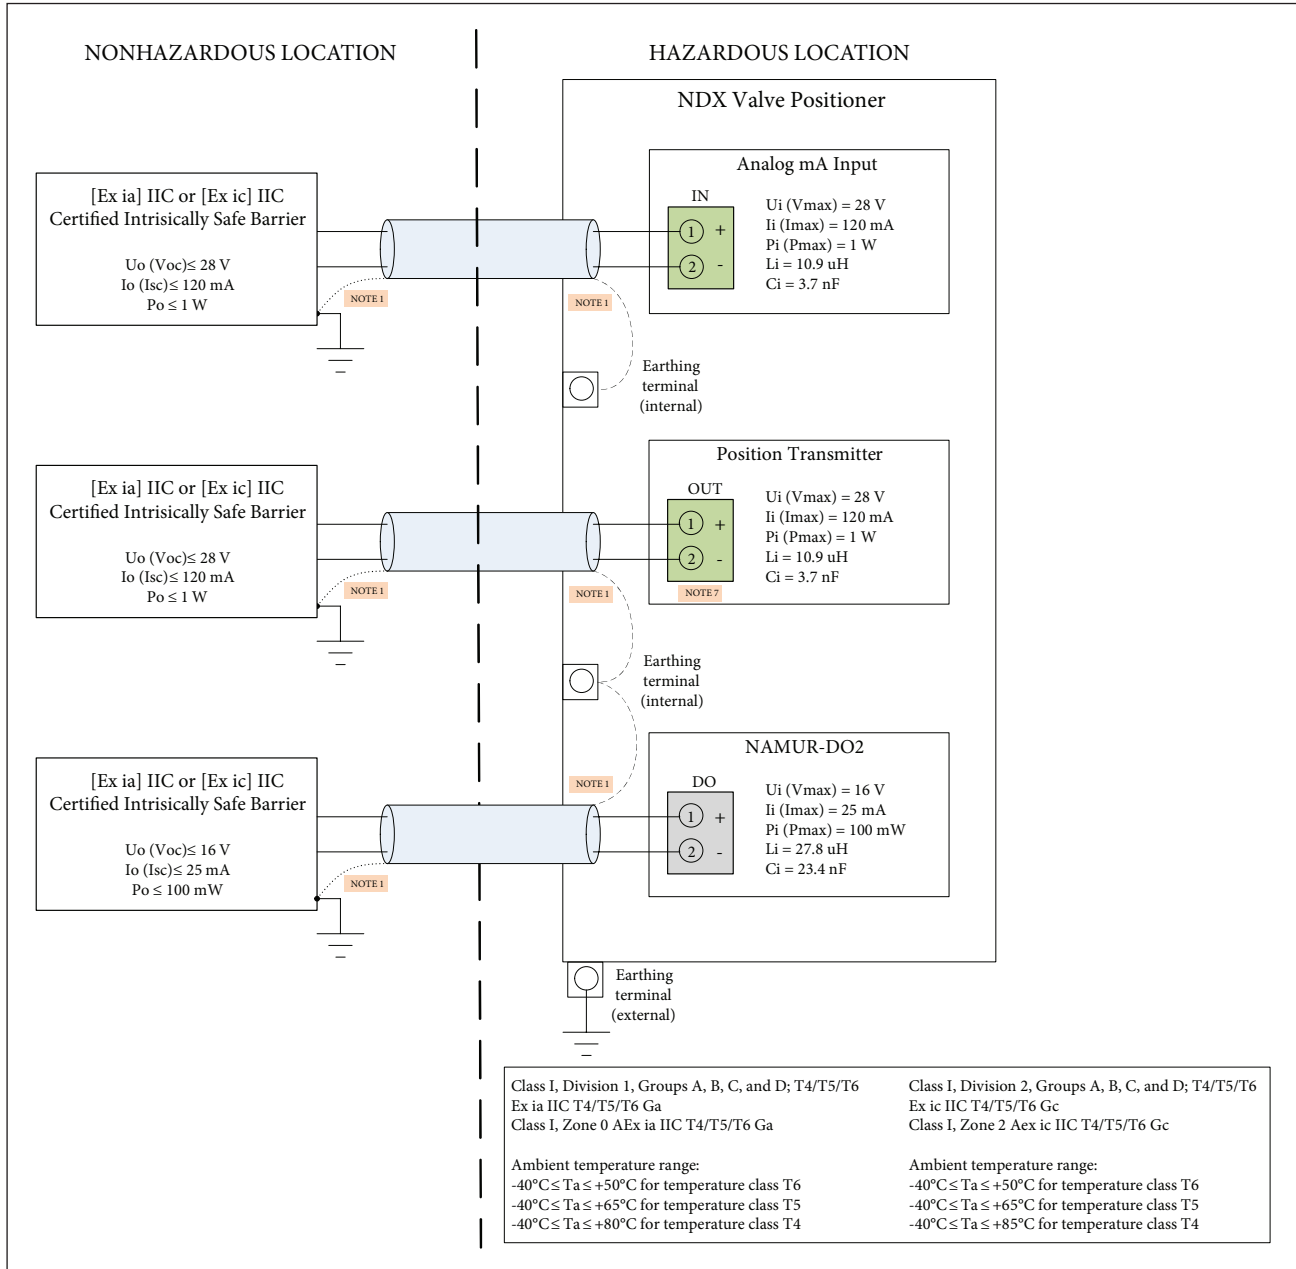 NONHAZARDOUS LOCATION
HAZARDOUS LOCATION
NDX Valve Positioner
[Ex ia] IIC or [Ex ic] IIC
Certified Intrisically Safe Barrier
Uo (Voc)≤ 28 V
Io (Isc)≤ 120 mA
Po ≤ 1 W
NOTE 1
NOTE 1
Analog mA Input
IN
1 +
2 -
Ui (Vmax) = 28 V
Ii (Imax) = 120 mA
Pi (Pmax) = 1 W
Li = 10.9 uH
Ci = 3.7 nF
Earthing
terminal
(internal)
[Ex ia] IIC or [Ex ic] IIC
Certified Intrisically Safe Barrier
Uo (Voc)≤ 28 V
Io (Isc)≤ 120 mA
Po ≤ 1 W
NOTE 1
NOTE 1
Position Transmitter
OUT
1 +
2 -
NOTE 7
Ui (Vmax) = 28 V
Ii (Imax) = 120 mA
Pi (Pmax) = 1 W
Li = 10.9 uH
Ci = 3.7 nF
Earthing
terminal
(internal)
[Ex ia] IIC or [Ex ic] IIC
Certified Intrisically Safe Barrier
Uo (Voc)≤ 16 V
Io (Isc)≤ 25 mA
Po ≤ 100 mW
NOTE 1
NOTE 1
NAMUR-DO2
DO
1 +
2 -
Ui (Vmax) = 16 V
Ii (Imax) = 25 mA
Pi (Pmax) = 100 mW
Li = 27.8 uH
Ci = 23.4 nF
Earthing
terminal
(external)
Class I, Division 1, Groups A, B, C, and D; T4/T5/T6
Ex ia IIC T4/T5/T6 Ga
Class I, Zone 0 AEx ia IIC T4/T5/T6 Ga
Ambient temperature range:
-40°C≤ Ta ≤ +50°C for temperature class T6
-40°C≤ Ta ≤ +65°C for temperature class T5
-40°C≤ Ta ≤ +80°C for temperature class T4
Class I, Division 2, Groups A, B, C, and D; T4/T5/T6
Ex ic IIC T4/T5/T6 Gc
Class I, Zone 2 Aex ic IIC T4/T5/T6 Gc
Ambient temperature range:
-40°C≤ Ta ≤ +50°C for temperature class T6
-40°C≤ Ta ≤ +65°C for temperature class T5
-40°C≤ Ta ≤ +85°C for temperature class T4